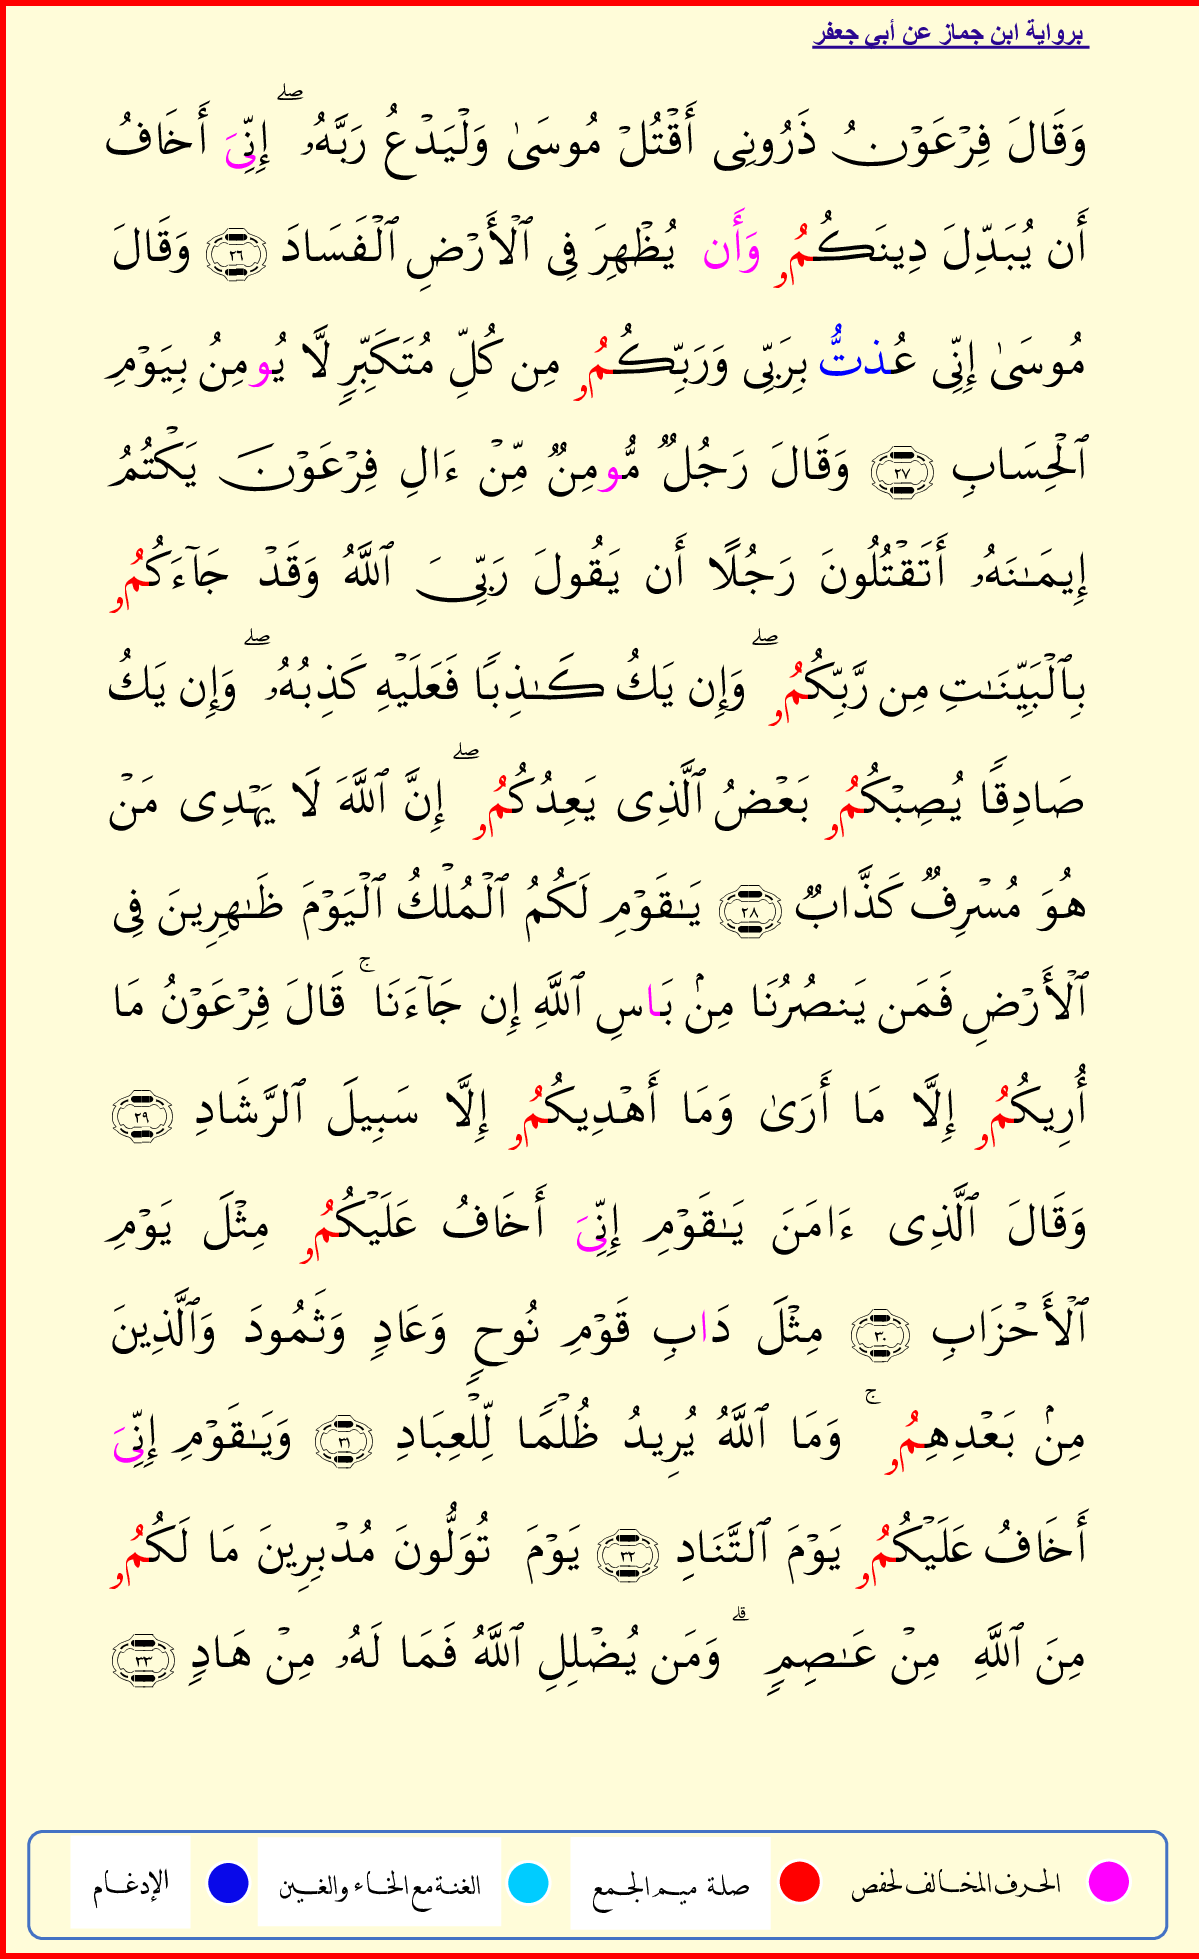 برواية ابن جماز عن أبي جعفر
وَقَالَ فِرْعَوْنُ ذَرُونِى أَقْتُلْ مُوسَىٰ وَلْيَدْعُ رَبَّهُۥ ۖ إِنِّىَ أَخَافُ
أَن يُبَدِّلَ دِينَكُمُۥ وَأَن يُظْهِرَ فِى ٱلْأَرْضِ ٱلْفَسَادَ ٢٦ وَقَالَ
مُوسَىٰ إِنِّى عُذتُّ بِرَبِّى وَرَبِّكُمُۥ مِن كُلِّ مُتَكَبِّرٍ لَّا يُومِنُ بِيَوْمِ
ٱلْحِسَابِ ٢٧ وَقَالَ رَجُلٌ مُّومِنٌ مِّنْ ءَالِ فِرْعَوْنَ يَكْتُمُ
إِيمَـٰنَهُۥ أَتَقْتُلُونَ رَجُلًا أَن يَقُولَ رَبِّىَ ٱللَّهُ وَقَدْ جَآءَكُمُۥ
بِٱلْبَيِّنَـٰتِ مِن رَّبِّكُمُۥ ۖ وَإِن يَكُ كَـٰذِبًا فَعَلَيْهِ كَذِبُهُۥ ۖ وَإِن يَكُ
صَادِقًا يُصِبْكُمُۥ بَعْضُ ٱلَّذِى يَعِدُكُمُۥ ۖ إِنَّ ٱللَّهَ لَا يَهْدِى مَنْ
هُوَ مُسْرِفٌ كَذَّابٌ ٢٨ يَـٰقَوْمِ لَكُمُ ٱلْمُلْكُ ٱلْيَوْمَ ظَـٰهِرِينَ فِى
ٱلْأَرْضِ فَمَن يَنصُرُنَا مِنۢ بَاسِ ٱللَّهِ إِن جَآءَنَا ۚ قَالَ فِرْعَوْنُ مَا
أُرِيكُمُۥ إِلَّا مَا أَرَىٰ وَمَا أَهْدِيكُمُۥ إِلَّا سَبِيلَ ٱلرَّشَادِ ٢٩
وَقَالَ ٱلَّذِى ءَامَنَ يَـٰقَوْمِ إِنِّىَ أَخَافُ عَلَيْكُمُۥ مِثْلَ يَوْمِ
ٱلْأَحْزَابِ ٣٠ مِثْلَ دَابِ قَوْمِ نُوحٍ وَعَادٍ وَثَمُودَ وَٱلَّذِينَ
مِنۢ بَعْدِهِمُۥ ۚ وَمَا ٱللَّهُ يُرِيدُ ظُلْمًا لِّلْعِبَادِ ٣١ وَيَـٰقَوْمِ إِنِّىَ
أَخَافُ عَلَيْكُمُۥ يَوْمَ ٱلتَّنَادِ ٣٢ يَوْمَ تُوَلُّونَ مُدْبِرِينَ مَا لَكُمُۥ
مِنَ ٱللَّهِ مِنْ عَـٰصِمٍ ۗ وَمَن يُضْلِلِ ٱللَّهُ فَمَا لَهُۥ مِنْ هَادٍ ٣٣
الحرف المخالف لحفص صلة ميم الجمع الغنة مع الخاء والغين الإدغام